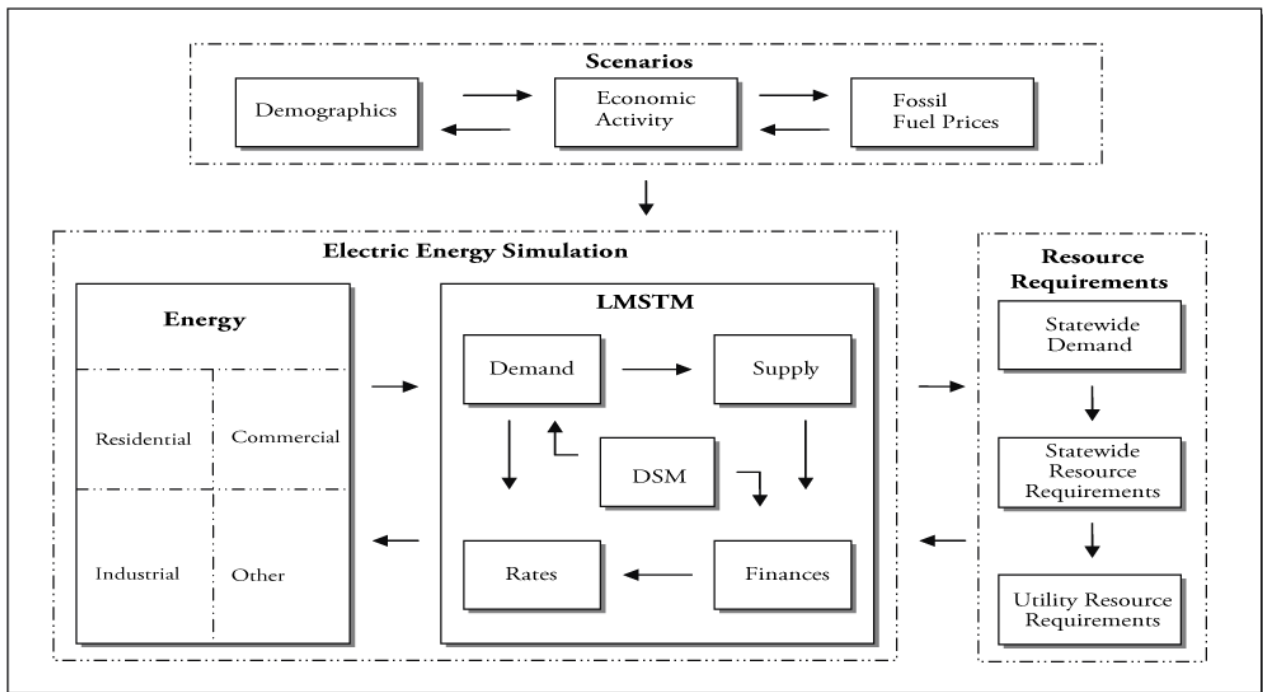 Scenarios
Demographics
Economic
Activity
Fossil
Fuel Prices
Electric Energy Simulation
Energy
Residential
Commercial
Industrial
Other
LMSTM
Demand
Supply
DSM
Rates
Finances
Resource
Requirements
Statewide
Demand
Statewide
Resource
Requirements
Utility Resource
Requirements